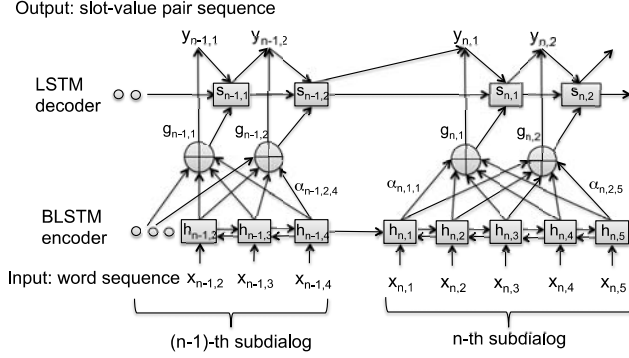 Output: slot-value pair sequence
y_{n-1,1} y_{n-1,2} y_{n,1} y_{n,2}
LSTM decoder
s_{n-1,1} s_{n-1,2} s_{n,1} s_{n,2}
g_{n-1,1} g_{n-1,2} g_{n,1} g_{n,2}
α_{n-1,2,4} α_{n,1,1} α_{n,2,5}
BLSTM encoder
h_{n-1,2} h_{n-1,3} h_{n-1,4} h_{n,1} h_{n,2} h_{n,3} h_{n,4} h_{n,5}
Input: word sequence x_{n-1,2} x_{n-1,3} x_{n-1,4} x_{n,1} x_{n,2} x_{n,3} x_{n,4} x_{n,5}
(n-1)-th subdialog n-th subdialog